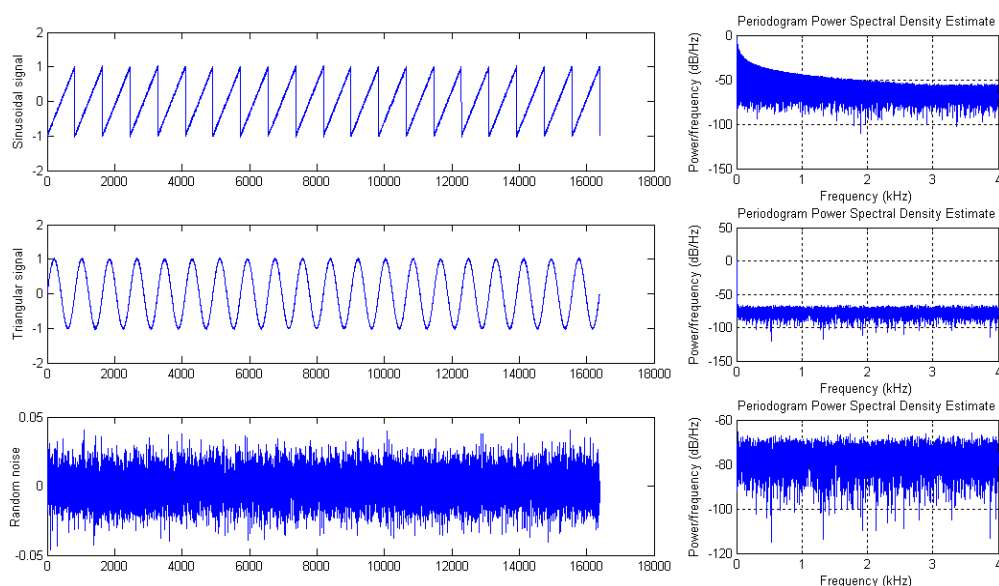 Sinusoidal signal
2
1
0
-1
-2
0 2000 4000 6000 8000 10000 12000 14000 16000 18000
Periodogram Power Spectral Density Estimate
Power/frequency (dB/Hz)
0
-50
-100
-150
0 1 2 3 4
Frequency (kHz)
Triangular signal
2
1
0
-1
-2
0 2000 4000 6000 8000 10000 12000 14000 16000 18000
Periodogram Power Spectral Density Estimate
Power/frequency (dB/Hz)
50
0
-50
-100
-150
0 1 2 3 4
Frequency (kHz)
Random noise
0.05
0
-0.05
0 2000 4000 6000 8000 10000 12000 14000 16000 18000
Periodogram Power Spectral Density Estimate
Power/frequency (dB/Hz)
-60
-80
-100
-120
0 1 2 3 4
Frequency (kHz)